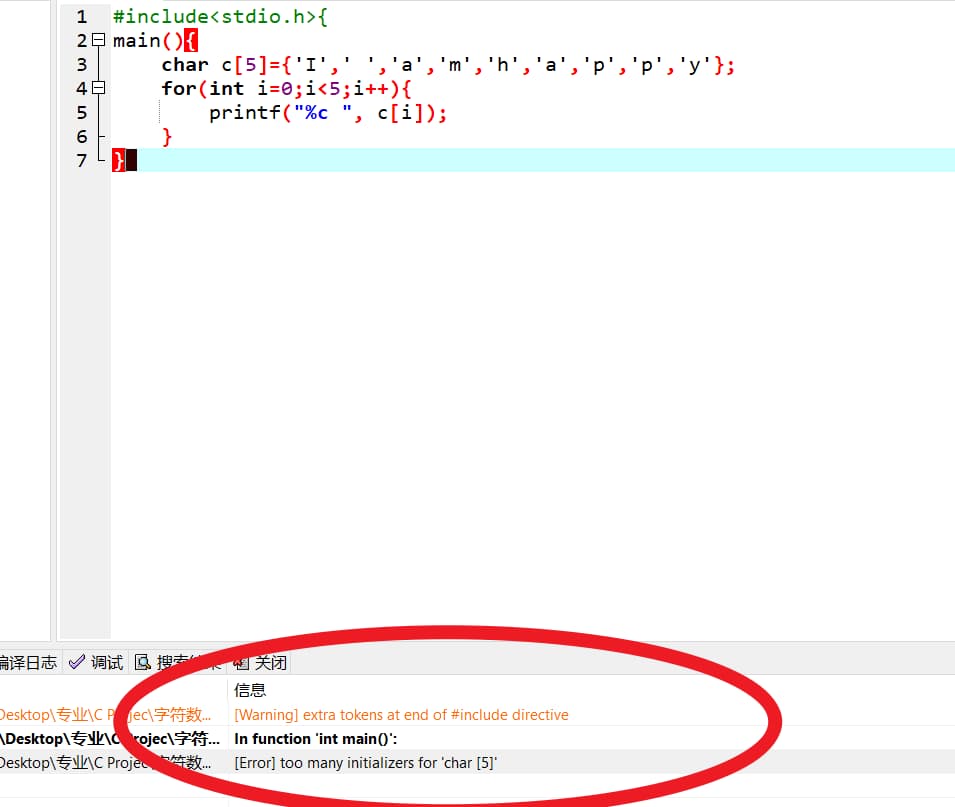 1 #include<stdio.h>{
2 main(){
3 char c[5]={'I',' ','a','m','h','a','p','p','y'};
4 for(int i=0;i<5;i++){
5 printf("%c ", c[i]);
6 }
7 }
编译日志 调试 搜索结果 关闭
信息
Desktop\专业\C Projec\字符数... [Warning] extra tokens at end of #include directive
\Desktop\专业\C Projec\字符... In function 'int main()':
Desktop\专业\C Projec\字符数... [Error] too many initializers for 'char [5]'